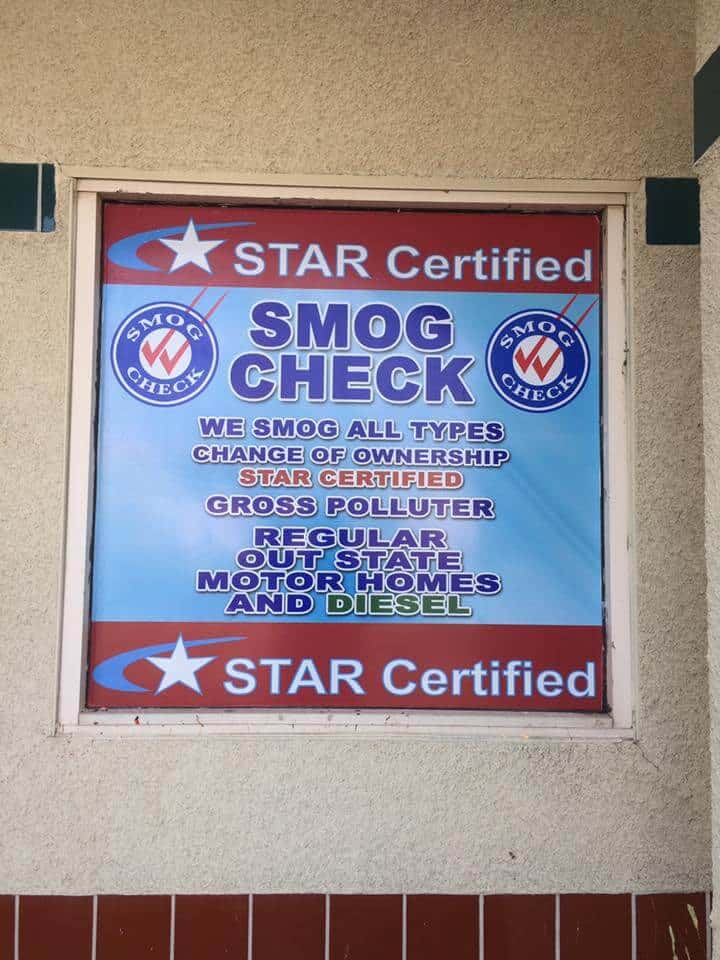 STAR Certified
SMOG CHECK
SMOG
CHECK
SMOG CHECK
WE SMOG ALL TYPES
CHANGE OF OWNERSHIP
STAR CERTIFIED
GROSS POLLUTER
REGULAR
OUT STATE
MOTOR HOMES
AND DIESEL
STAR Certified